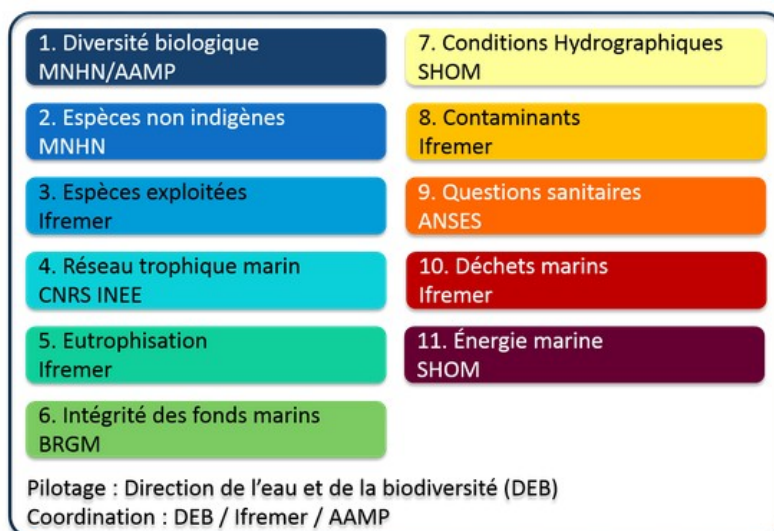 1. Diversité biologique
MNHN/AAMP
2. Espèces non indigènes
MNHN
3. Espèces exploitées
Ifremer
4. Réseau trophique marin
CNRS INEE
5. Eutrophisation
Ifremer
6. Intégrité des fonds marins
BRGM
7. Conditions Hydrographiques
SHOM
8. Contaminants
Ifremer
9. Questions sanitaires
ANSES
10. Déchets marins
Ifremer
11. Énergie marine
SHOM
Pilotage : Direction de l'eau et de la biodiversité (DEB)
Coordination : DEB / Ifremer / AAMP